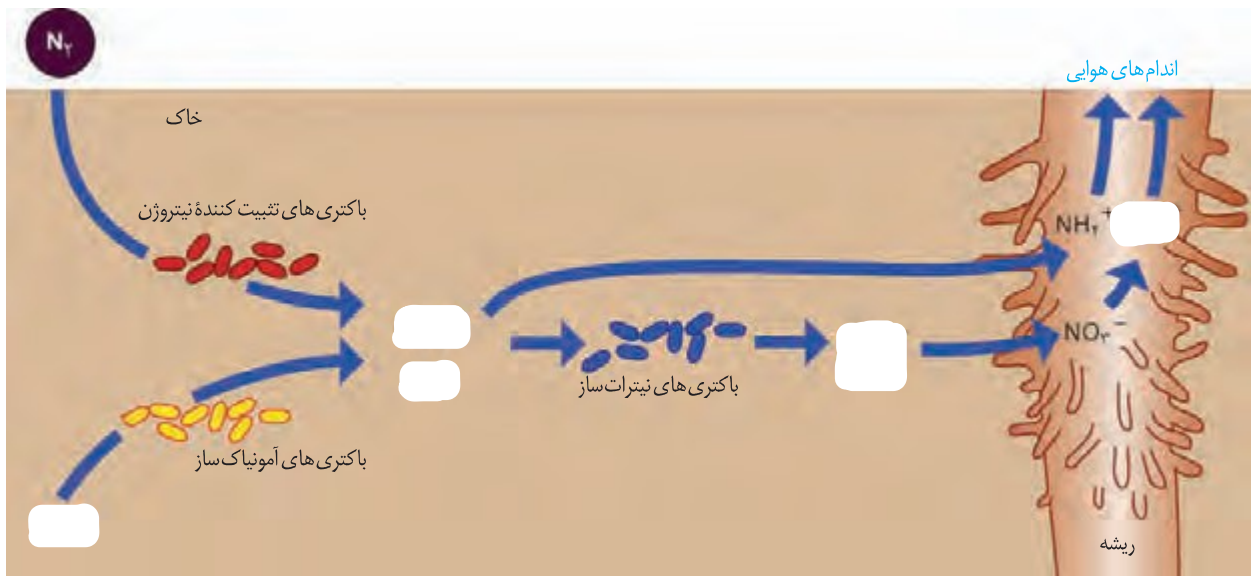 N₂
اندام‌های هوایی
خاک
باکتری‌های تثبیت کنندهٔ نیتروژن
NH₄⁺
NO₃⁻
باکتری‌های نیترات‌ساز
باکتری‌های آمونیاک‌ساز
ریشه